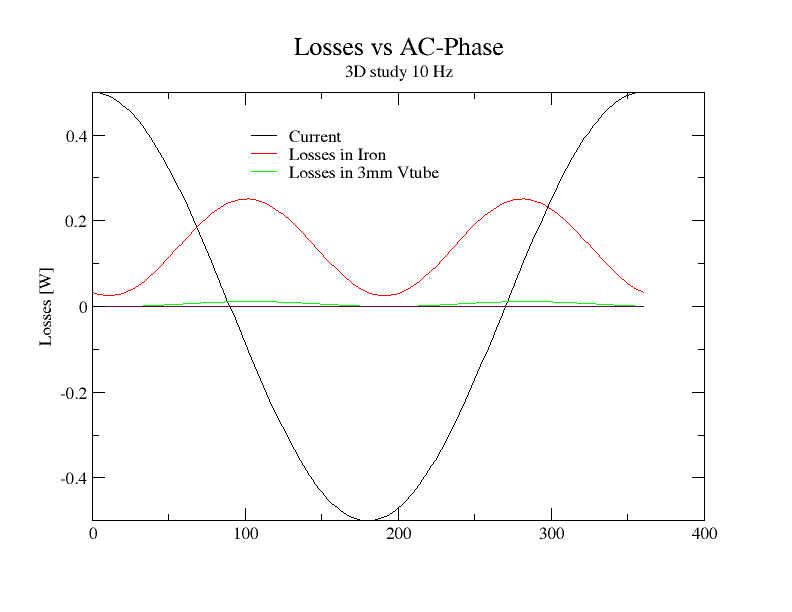 Losses vs AC-Phase
3D study 10 Hz
Current
Losses in Iron
Losses in 3mm Vtube
Losses [W]
0.4
0.2
0
-0.2
-0.4
0 100 200 300 400